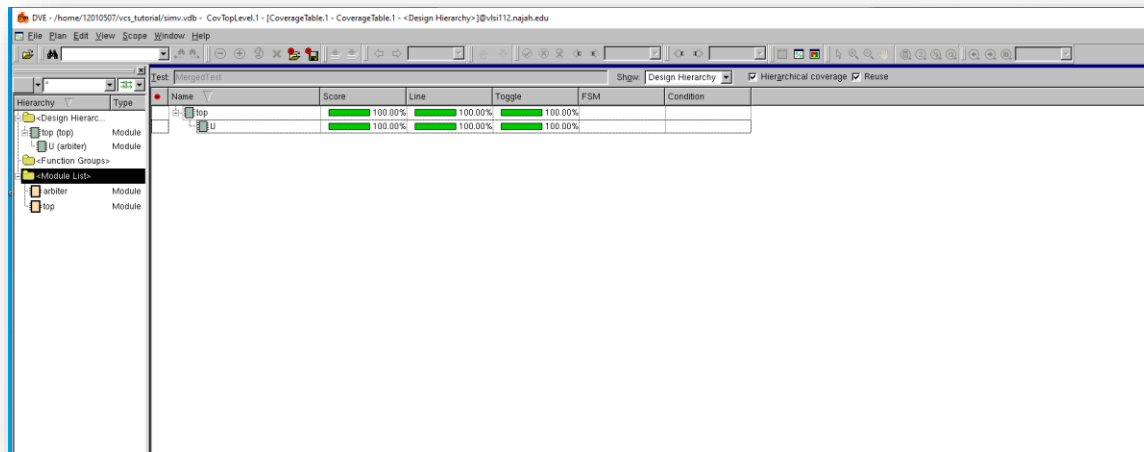 DVE - /home/12010507/vcs_tutorial/simv.vdb - CovTopLevel.1 - [CoverageTable.1 - CoverageTable.1 - <Design Hierarchy>]@vlsi112.najah.edu
File Plan Edit View Scope Window Help
Test: MergedTest Show: Design Hierarchy Hierarchical coverage Reuse
Hierarchy Type
<Design Hierarc...
top (top) Module
U (arbiter) Module
<Function Groups>
<Module List>
arbiter Module
top Module
Name Score Line Toggle FSM Condition
top 100.00% 100.00% 100.00%
U 100.00% 100.00% 100.00%